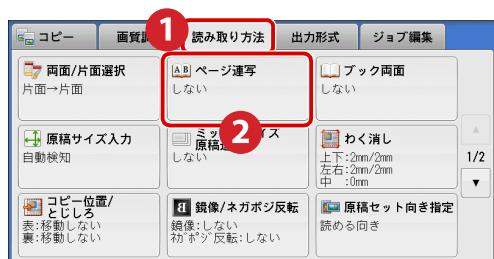 コピー
画質調
読み取り方法
出力形式
ジョブ編集
1
両面/片面選択
片面→片面
AB
ページ連写
しない
ブック両面
しない
2
原稿サイズ入力
自動検知
ミッ
イズ
原稿
しない
わく消し
上下:2mm/2mm
左右:2mm/2mm
中 :0mm
1/2
コピー位置/
とじしろ
表:移動しない
裏:移動しない
鏡像/ネガポジ反転
鏡像:しない
ネガポジ反転:しない
原稿セット向き指定
読める向き